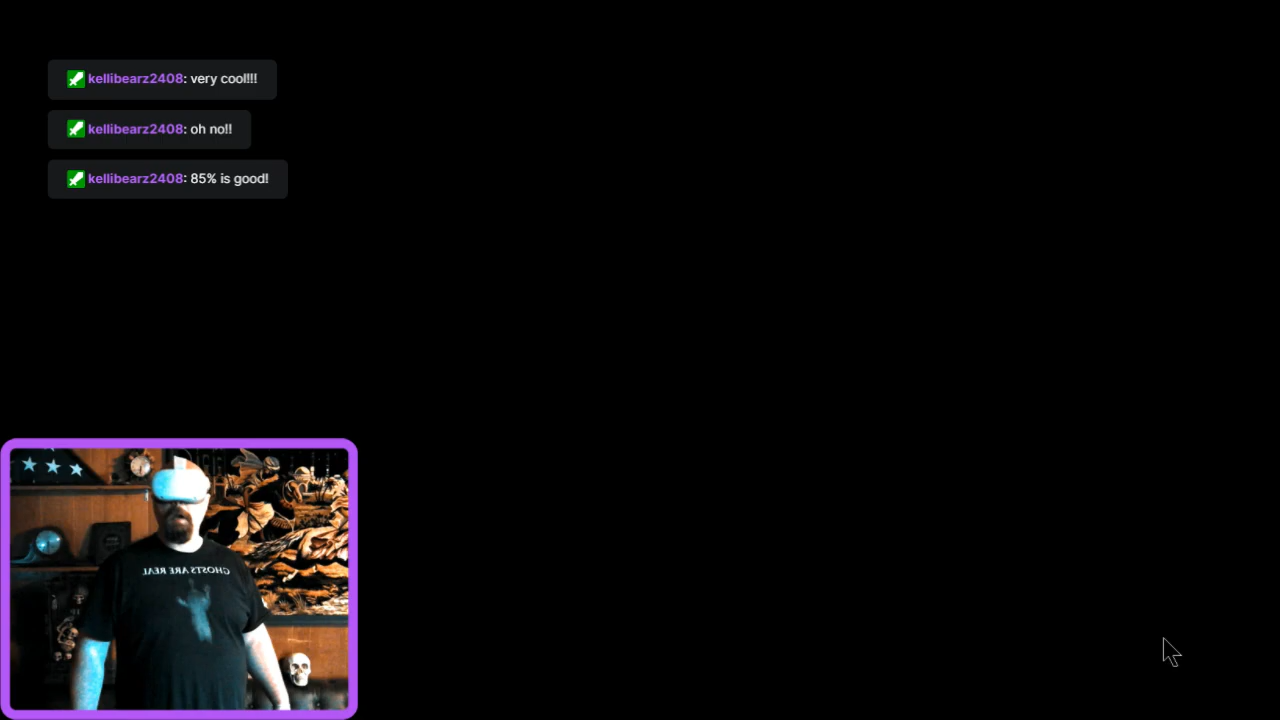 kellibearz2408: very cool!!!
kellibearz2408: oh no!!
kellibearz2408: 85% is good!
GHOSTS ARE REAL